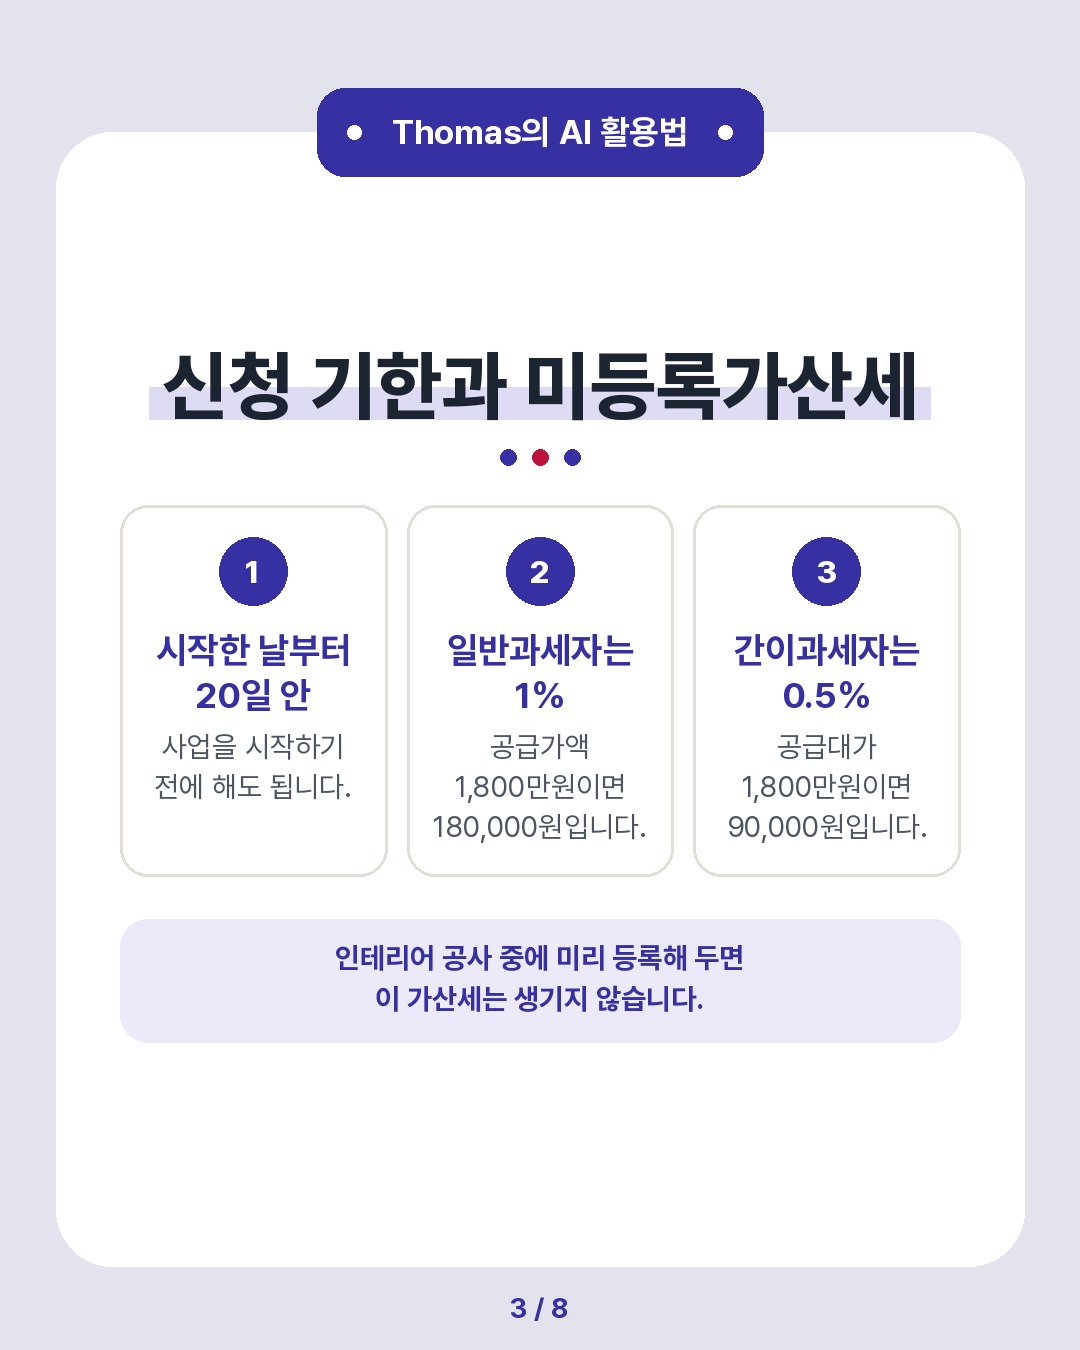 Thomas의 AI 활용법
신청 기한과 미등록가산세
1
시작한 날부터
20일 안
사업을 시작하기
전에 해도 됩니다.
2
일반과세자는
1%
공급가액
1,800만원이면
180,000원입니다.
3
간이과세자는
0.5%
공급대가
1,800만원이면
90,000원입니다.
인테리어 공사 중에 미리 등록해 두면
이 가산세는 생기지 않습니다.
3 / 8